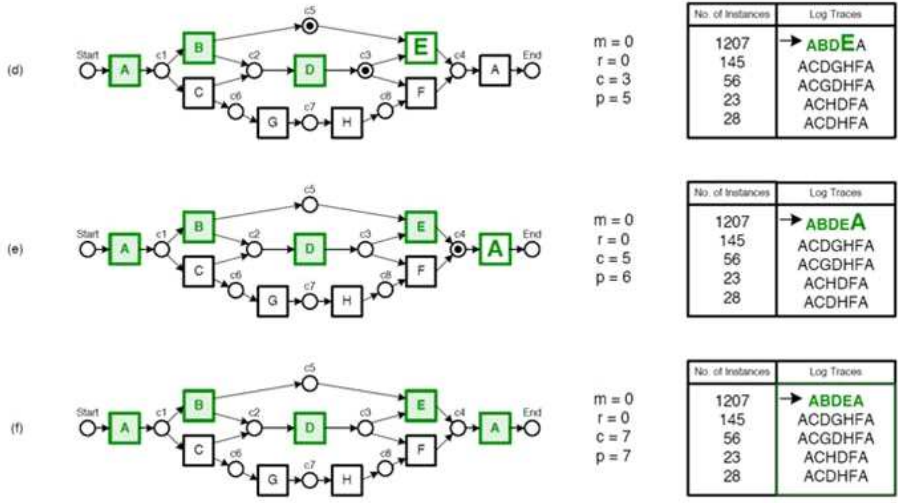 (d)
Start
A
c1
B
C
c2
c6
c5
D
G
c7
H
c3
c8
E
F
c4
A
End
m = 0
r = 0
c = 3
p = 5
No. of Instances Log Traces
1207 ABDEA
145 ACDGHFA
56 ACGDHFA
23 ACHDFA
28 ACDHFA
(e)
Start
A
c1
B
C
c2
c6
c5
D
G
c7
H
c3
c8
E
F
c4
A
End
m = 0
r = 0
c = 5
p = 6
No. of Instances Log Traces
1207 ABDEA
145 ACDGHFA
56 ACGDHFA
23 ACHDFA
28 ACDHFA
(f)
Start
A
c1
B
C
c2
c6
c5
D
G
c7
H
c3
c8
E
F
c4
A
End
m = 0
r = 0
c = 7
p = 7
No. of Instances Log Traces
1207 ABDEA
145 ACDGHFA
56 ACGDHFA
23 ACHDFA
28 ACDHFA